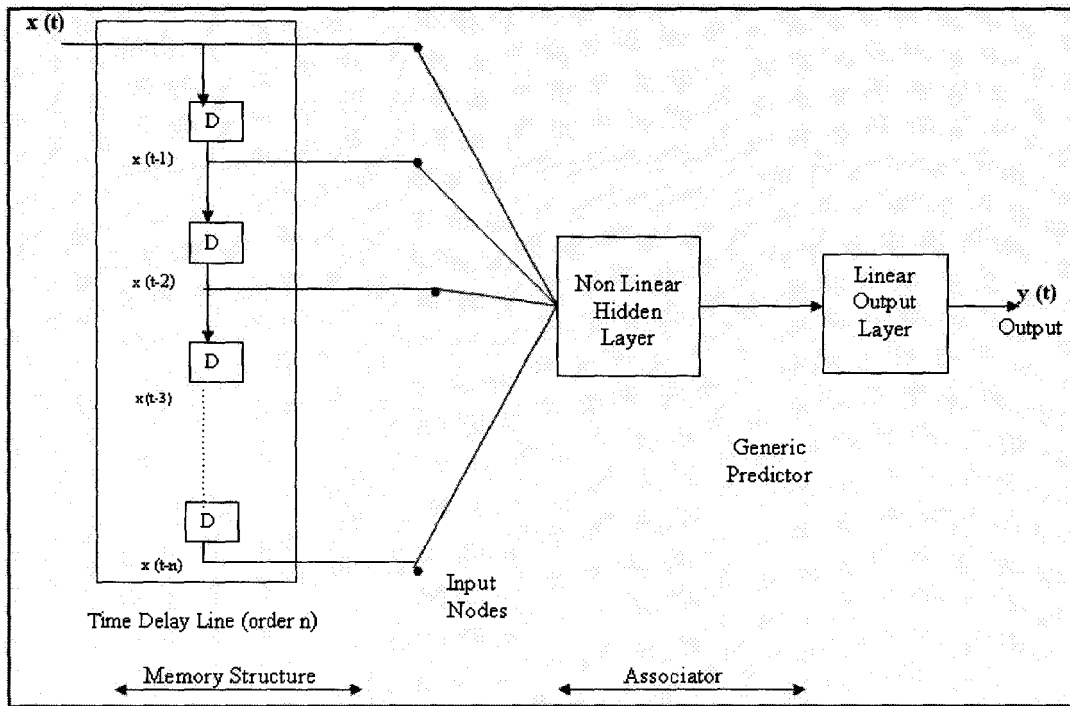 x (t)
D
x (t-1)
D
x (t-2)
D
x (t-3)
D
x (t-n)
Input
Nodes
Time Delay Line (order n)
Memory Structure
Non Linear
Hidden
Layer
Linear
Output
Layer
y (t)
Output
Generic
Predictor
Associator